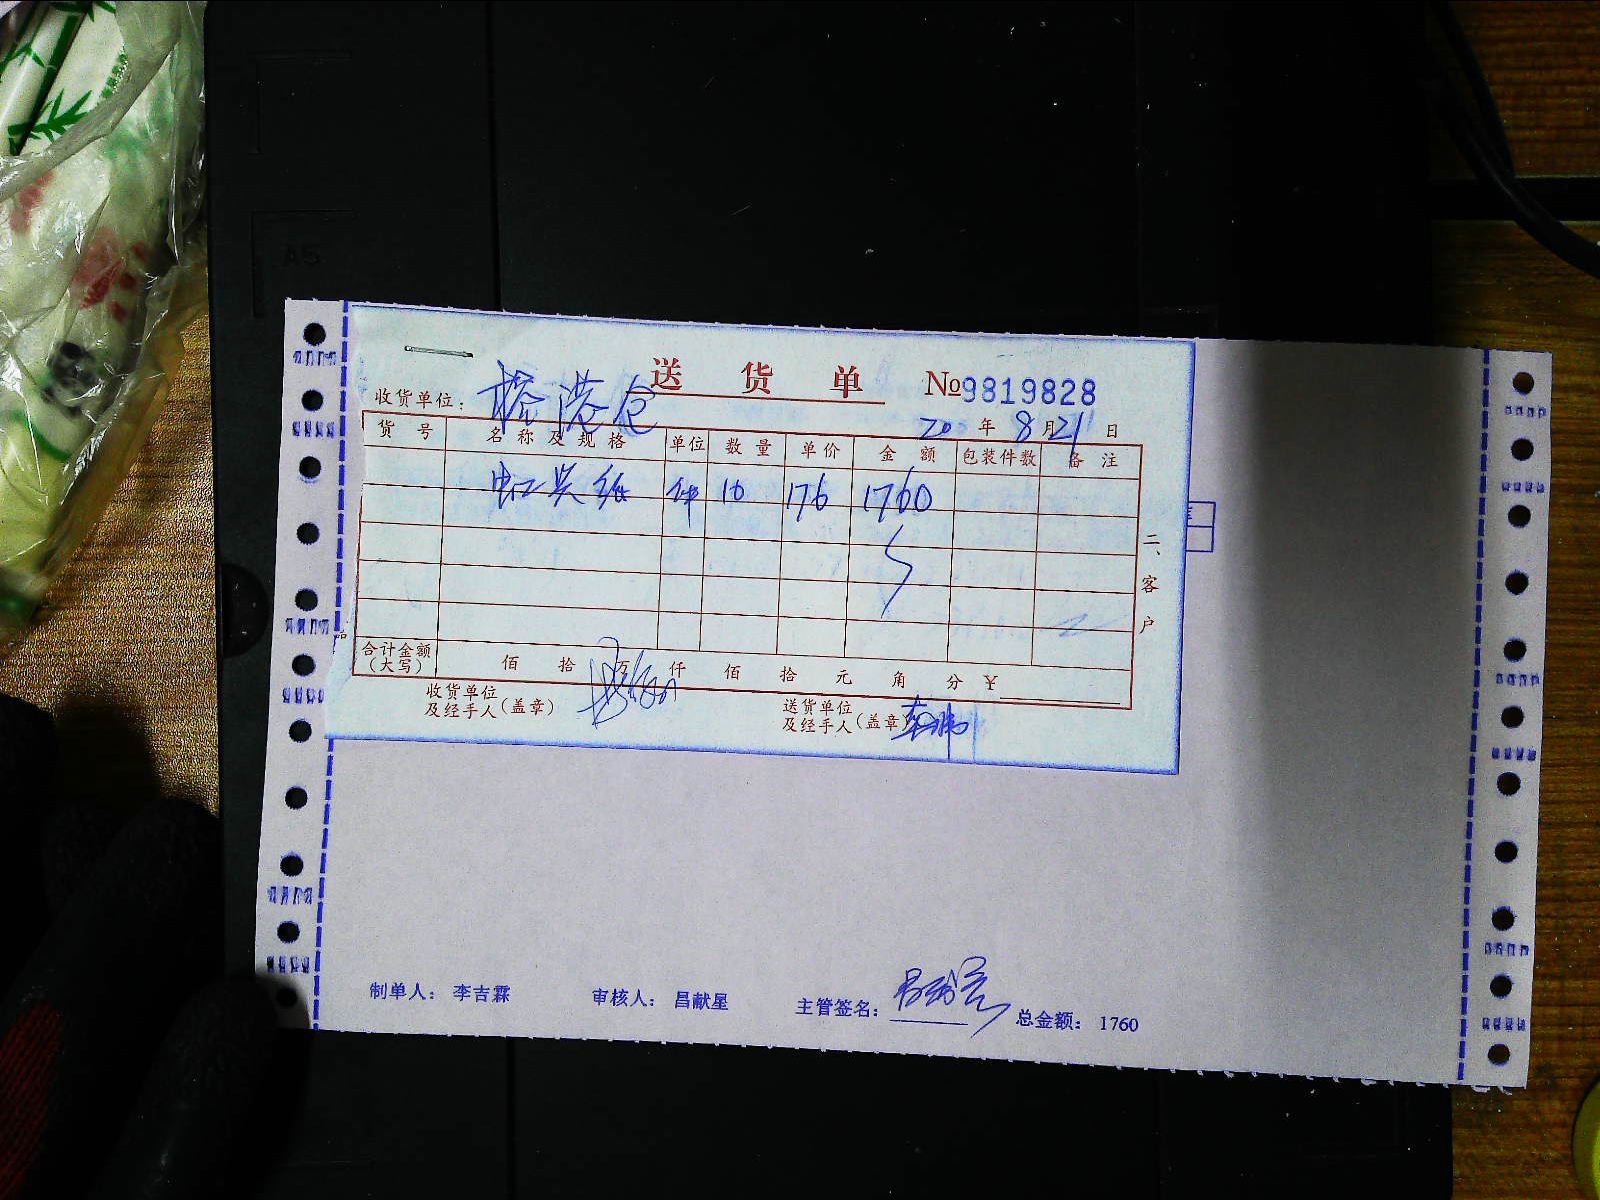 送货单 №9819828
收货单位：
20 年 8 月 21 日
货号 名称及规格 单位 数量 单价 金额 包装件数 备注
虹兴纸 件 10 176 1760
二、客户
合计金额（大写） 佰 拾 万 仟 佰 拾 元 角 分 ￥
收货单位及经手人（盖章）
送货单位及经手人（盖章）
制单人： 李吉霖 审核人： 昌献星 主管签名： 总金额： 1760
A5